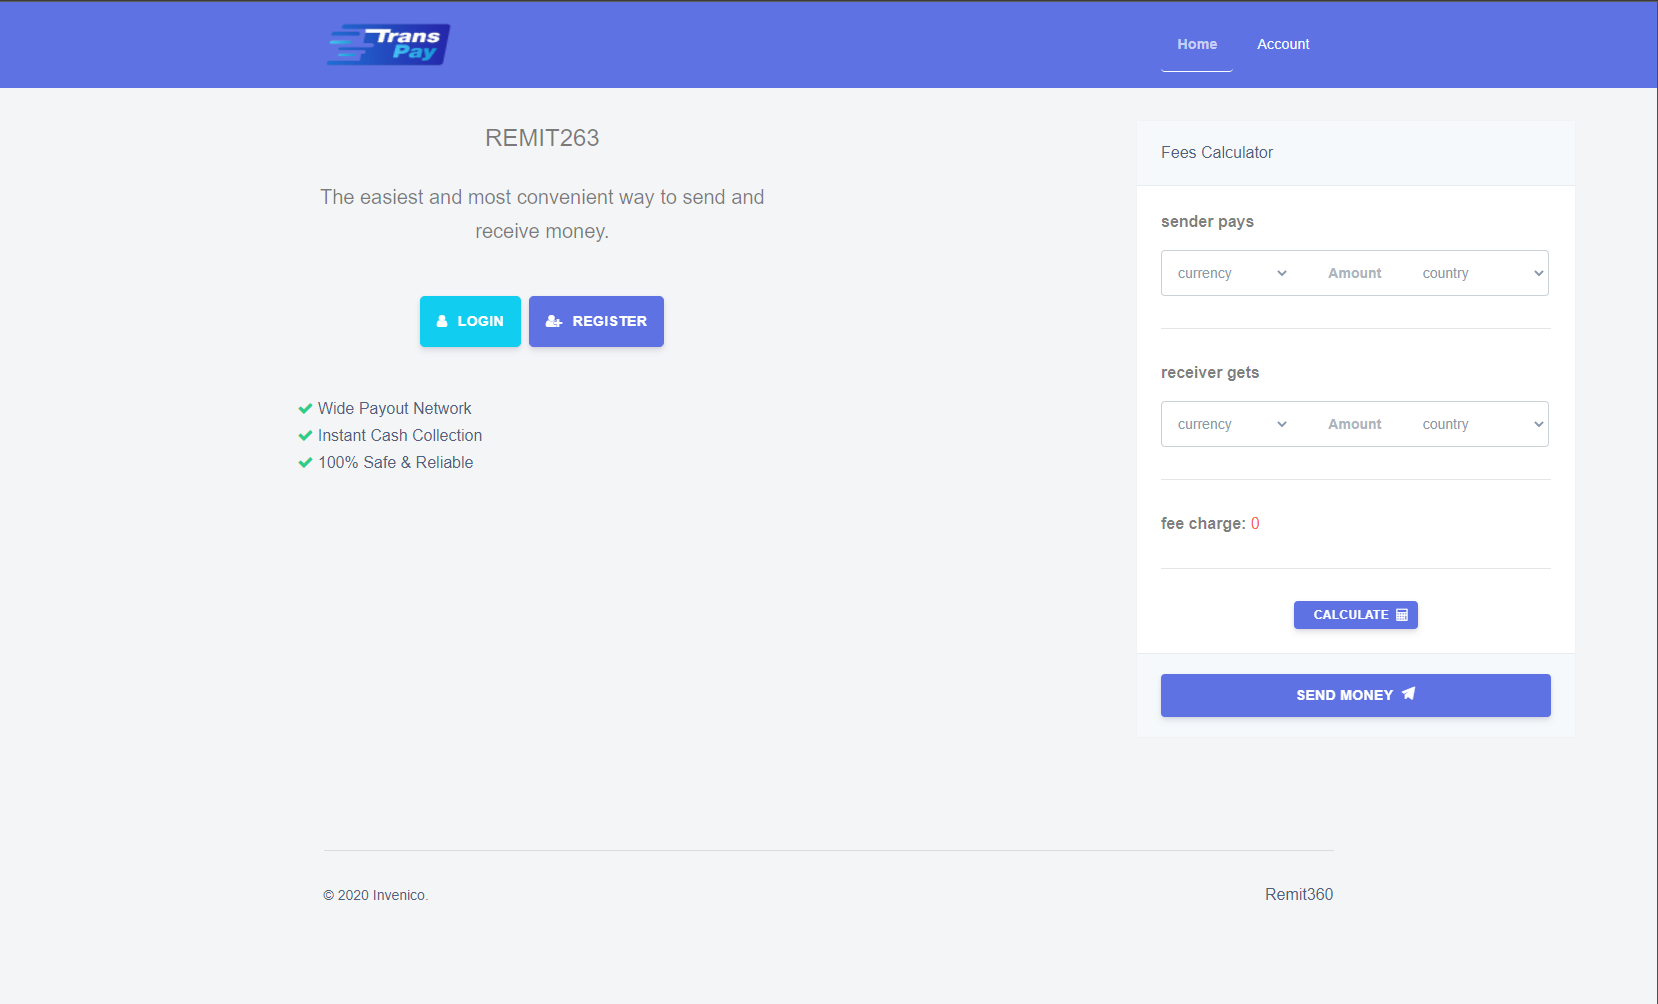 Trans
Pay
Home
Account
REMIT263
The easiest and most convenient way to send and
receive money.
LOGIN
REGISTER
Wide Payout Network
Instant Cash Collection
100% Safe & Reliable
Fees Calculator
sender pays
currency Amount country
receiver gets
currency Amount country
fee charge: 0
CALCULATE
SEND MONEY
© 2020 Invenico.
Remit360